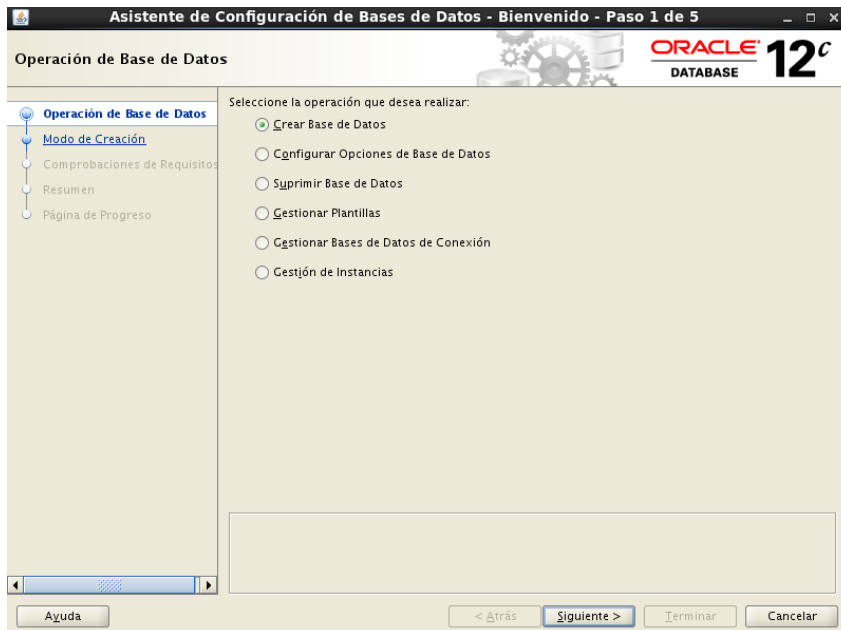 Asistente de Configuración de Bases de Datos - Bienvenido - Paso 1 de 5
Operación de Base de Datos
ORACLE
DATABASE
12c
Operación de Base de Datos
Modo de Creación
Comprobaciones de Requisitos
Resumen
Página de Progreso
Seleccione la operación que desea realizar:
Crear Base de Datos
Configurar Opciones de Base de Datos
Suprimir Base de Datos
Gestionar Plantillas
Gestionar Bases de Datos de Conexión
Gestión de Instancias
Ayuda
< Atrás
Siguiente >
Terminar
Cancelar